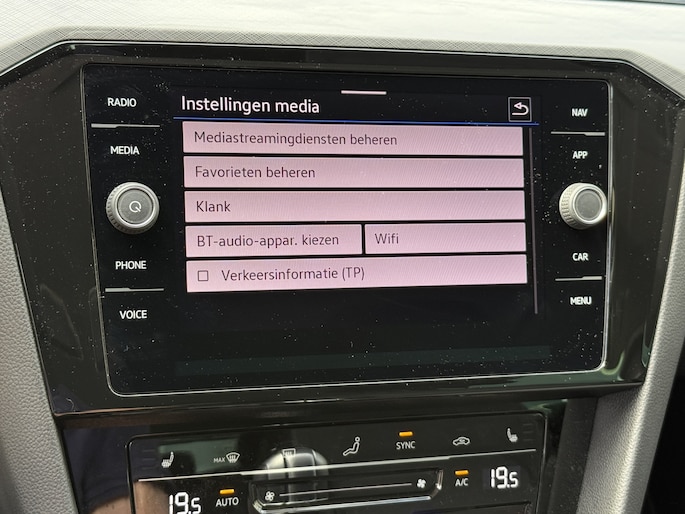 RADIO
MEDIA
PHONE
VOICE
Instellingen media
Mediastreamingdiensten beheren
Favorieten beheren
Klank
BT-audio-appar. kiezen
Wifi
Verkeersinformatie (TP)
NAV
APP
CAR
MENU
MAX
SYNC
19.5
AUTO
A/C
19.5